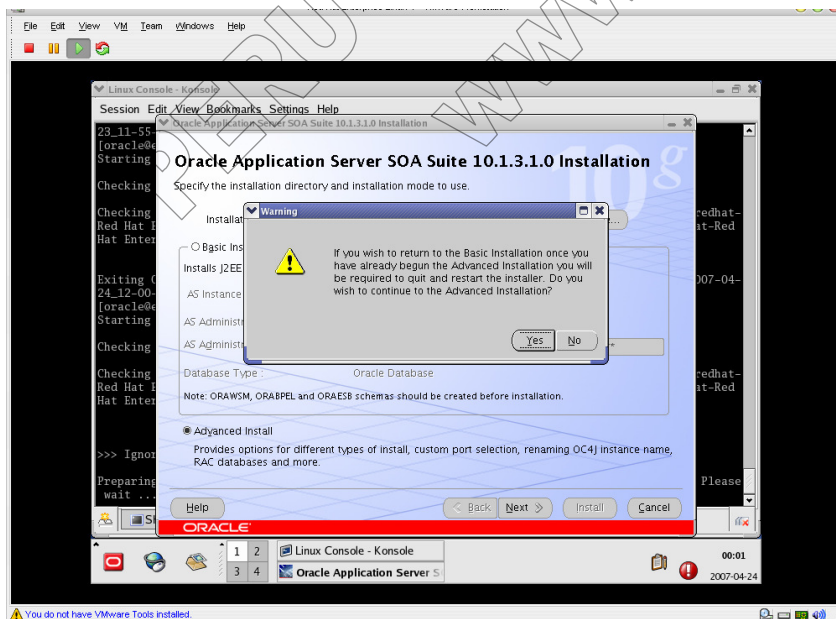 File Edit View VM Team Windows Help
PERU
WWW
Linux Console - Konsole
Session Edit View Bookmarks Settings Help
Oracle Application Server SOA Suite 10.1.3.1.0 Installation
23_11-55-
[oracle@e
Starting
Oracle Application Server SOA Suite 10.1.3.1.0 Installation
10g
Checking
Specify the installation directory and installation mode to use.
Checking
redhat-
Red Hat E
at-Red
Hat Enter
Installat
Warning
If you wish to return to the Basic Installation once you
have already begun the Advanced Installation you will
be required to quit and restart the installer. Do you
wish to continue to the Advanced Installation?
Yes No
Basic Ins
Installs J2EE
Exiting
007-04-
24_12-00-
AS Instance
[oracle@e
Starting
AS Administr
Checking
AS Administr
Checking
redhat-
Database Type : Oracle Database
Red Hat E
at-Red
Hat Enter
Note: ORAWSM, ORABPEL and ORAESB schemas should be created before installation.
Advanced Install
Provides options for different types of install, custom port selection, renaming OC4J instance name,
RAC databases and more.
>>> Ignor
Preparing
Please
wait ...
Help Back Next Install Cancel
ORACLE
1 2 Linux Console - Konsole
3 4 Oracle Application Server S
00:01
2007-04-24
You do not have VMware Tools installed.